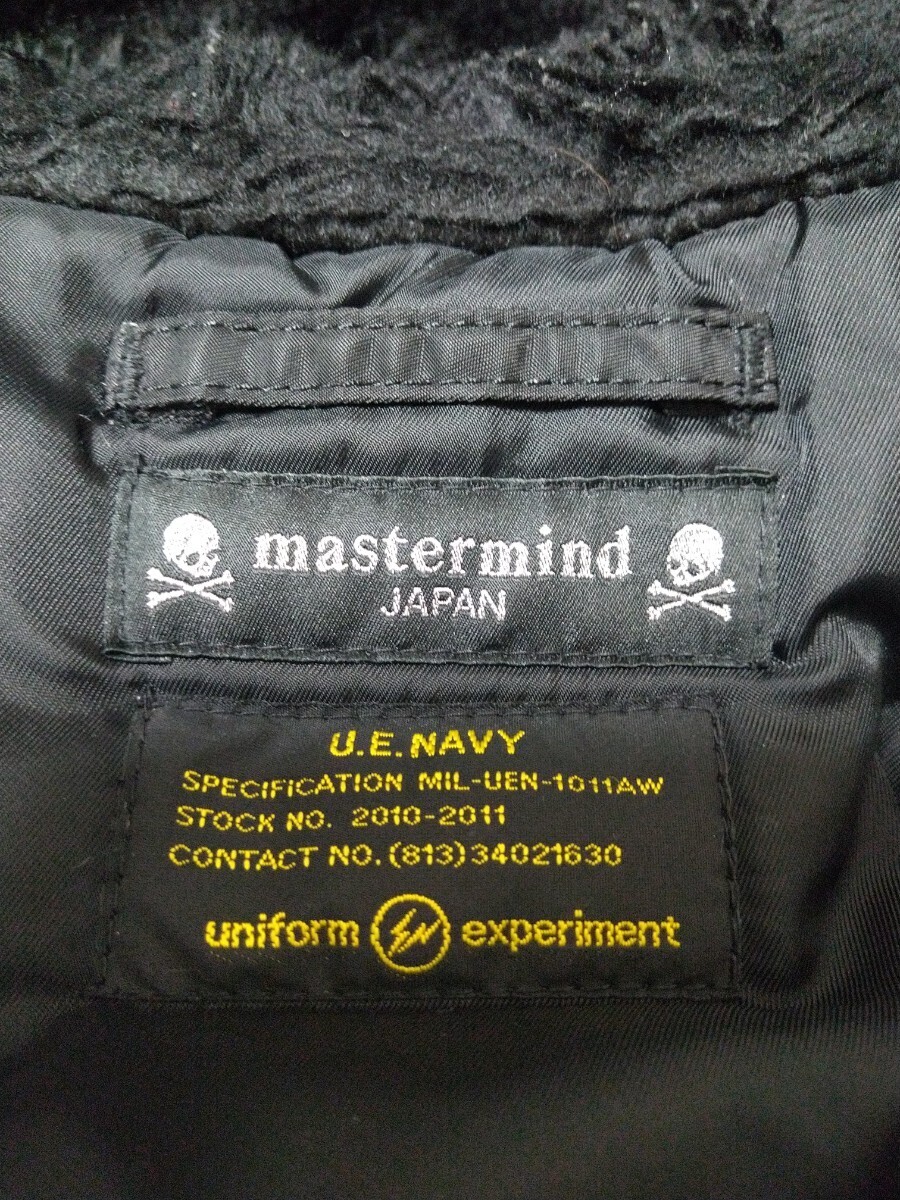 mastermind
JAPAN
U.E. NAVY
SPECIFICATION MIL-UEN-1011AW
STOCK NO. 2010-2011
CONTACT NO.(813)34021630
uniform experiment